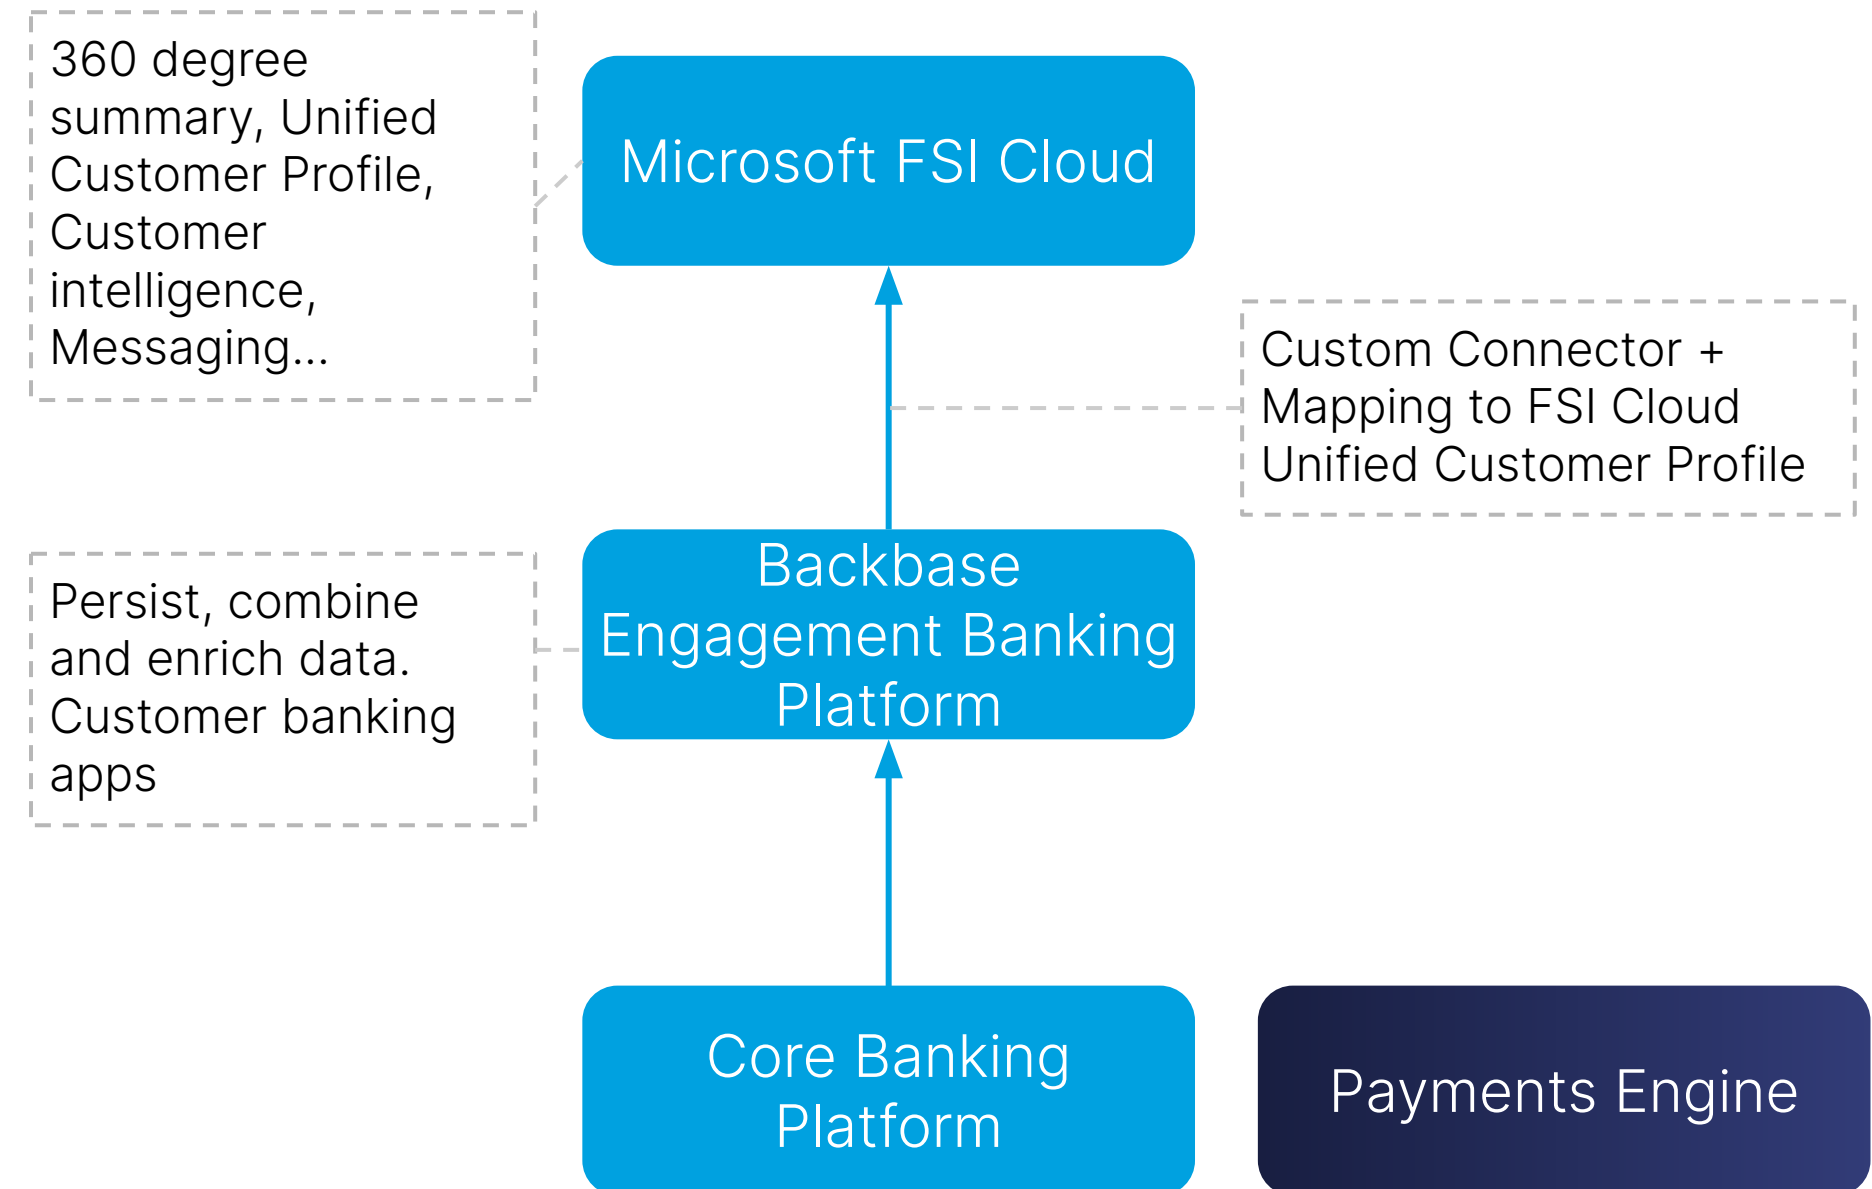 360 degree
summary, Unified
Customer Profile,
Customer
intelligence,
Messaging...
Microsoft FSI Cloud
Custom Connector +
Mapping to FSI Cloud
Unified Customer Profile
Backbase
Engagement Banking
Platform
Persist, combine
and enrich data.
Customer banking
apps
Core Banking
Platform
Payments Engine